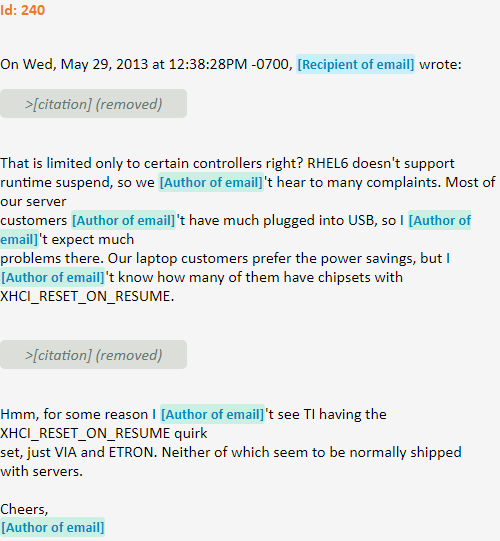 Id: 240
On Wed, May 29, 2013 at 12:38:28PM -0700, [Recipient of email] wrote:
>[citation] (removed)
That is limited only to certain controllers right? RHEL6 doesn't support
runtime suspend, so we [Author of email]'t hear to many complaints. Most of
our server
customers [Author of email]'t have much plugged into USB, so I [Author of
email]'t expect much
problems there. Our laptop customers prefer the power savings, but I
[Author of email]'t know how many of them have chipsets with
XHCI_RESET_ON_RESUME.
>[citation] (removed)
Hmm, for some reason I [Author of email]'t see TI having the
XHCI_RESET_ON_RESUME quirk
set, just VIA and ETRON. Neither of which seem to be normally shipped
with servers.
Cheers,
[Author of email]